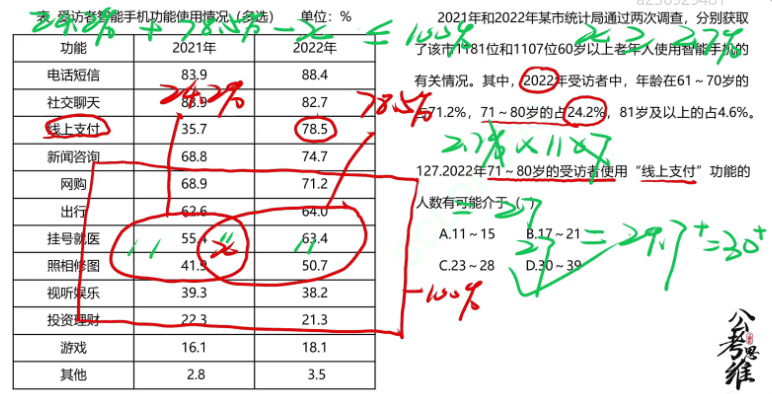 表 受访者智能手机功能使用情况（多选） 单位：%
功能 2021年 2022年
电话短信 83.9 88.4
社交聊天 83.9 82.7
线上支付 35.7 78.5
新闻咨询 68.8 74.7
网购 68.9 71.2
出行 62.6 64.0
挂号就医 55.4 63.4
照相修图 41.9 50.7
视听娱乐 39.3 38.2
投资理财 22.3 21.3
游戏 16.1 18.1
其他 2.8 3.5
24.2% + 78.5% - x ≤ 100%
24.2%
78.5%
x
100%
2021年和2022年某市统计局通过两次调查，分别获取
了该市1181位和1107位60岁以上老年人使用智能手机的
有关情况。其中，2022年受访者中，年龄在61～70岁的
占71.2%，71～80岁的占24.2%，81岁及以上的占4.6%。
x ≥ 2.7%
2.7% × 1107
127.2022年71～80岁的受访者使用“线上支付”功能的
人数有可能介于（ ）
A.11～15 B.17～21
C.23～28 D.30～39
= 27
= 29.7⁺ = 30⁺
公考思维